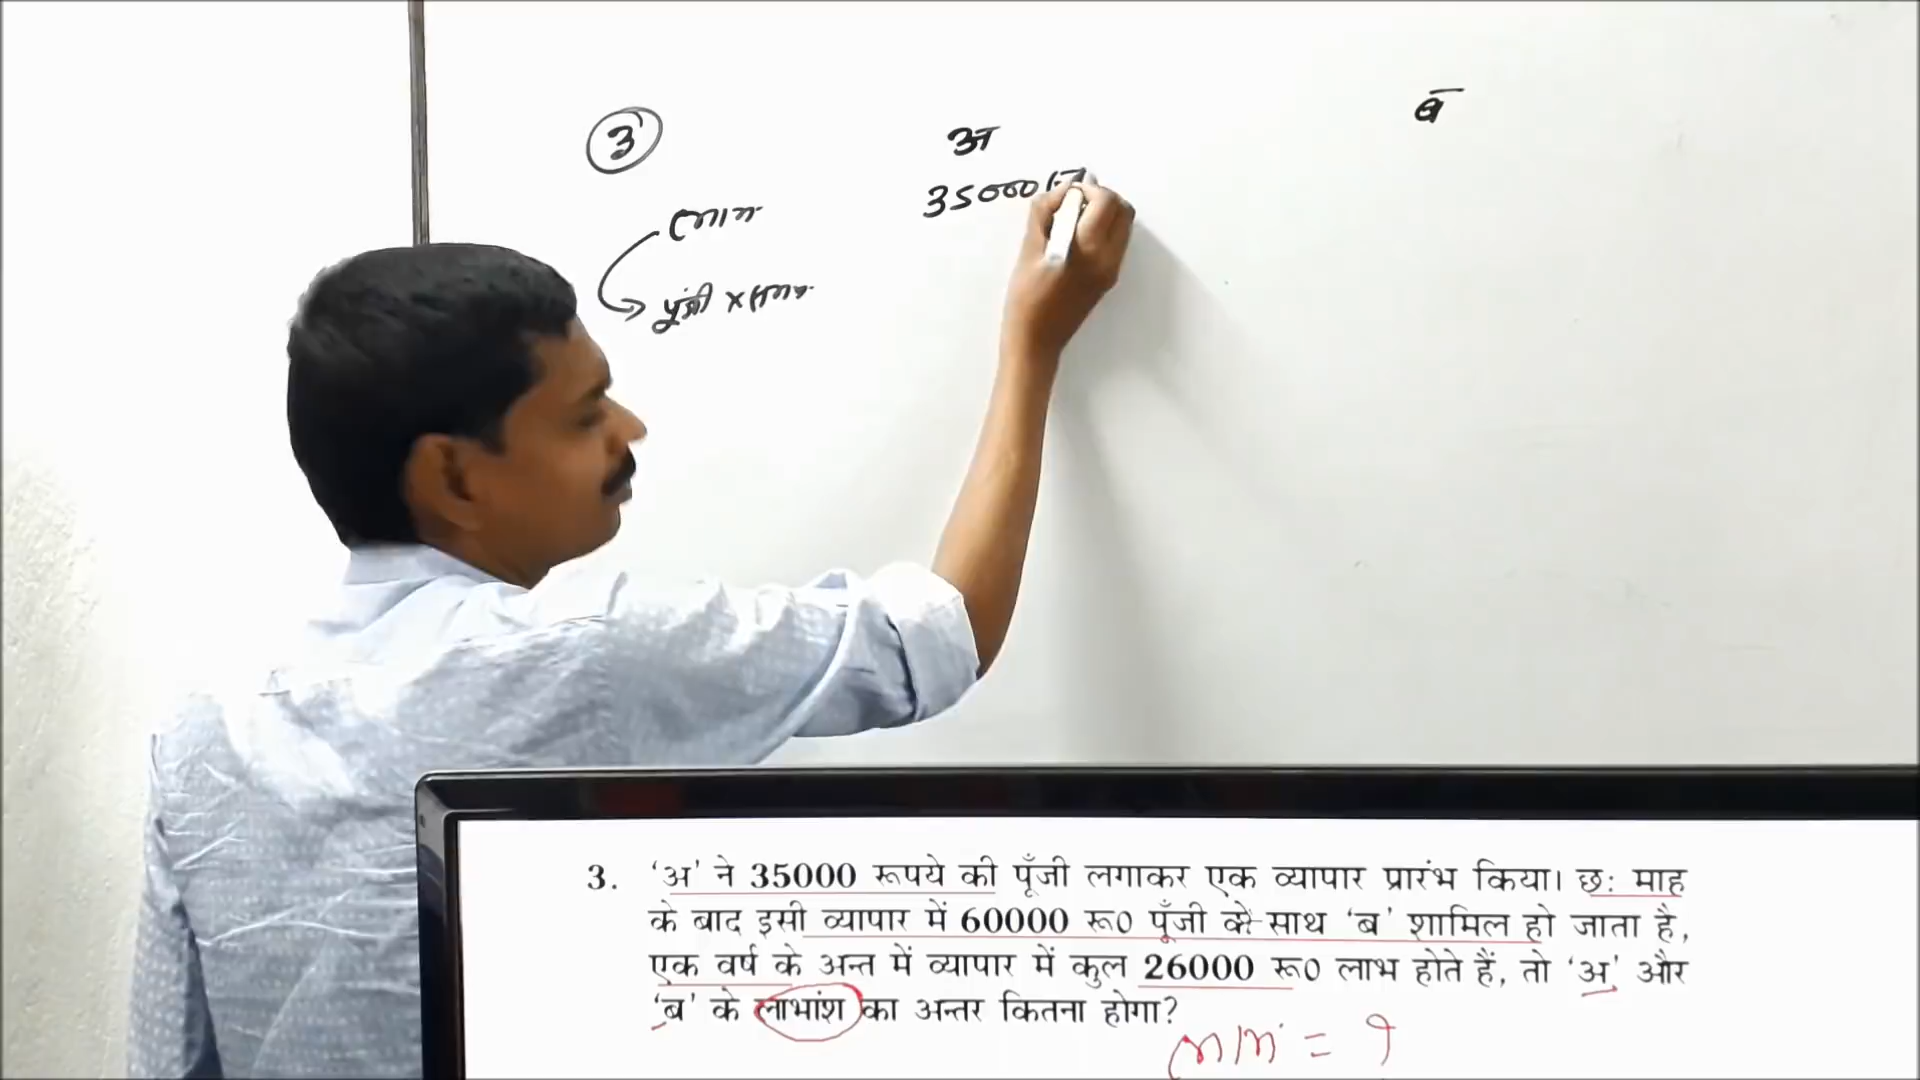 3
अ
ब
35000
लाभ
पूंजी × समय
3. ‘अ’ ने 35000 रूपये की पूँजी लगाकर एक व्यापार प्रारंभ किया। छः माह
के बाद इसी व्यापार में 60000 रू0 पूँजी के साथ ‘ब’ शामिल हो जाता है,
एक वर्ष के अन्त में व्यापार में कुल 26000 रू0 लाभ होते हैं, तो ‘अ’ और
‘ब’ के लाभांश का अन्तर कितना होगा?
लाभ = ?